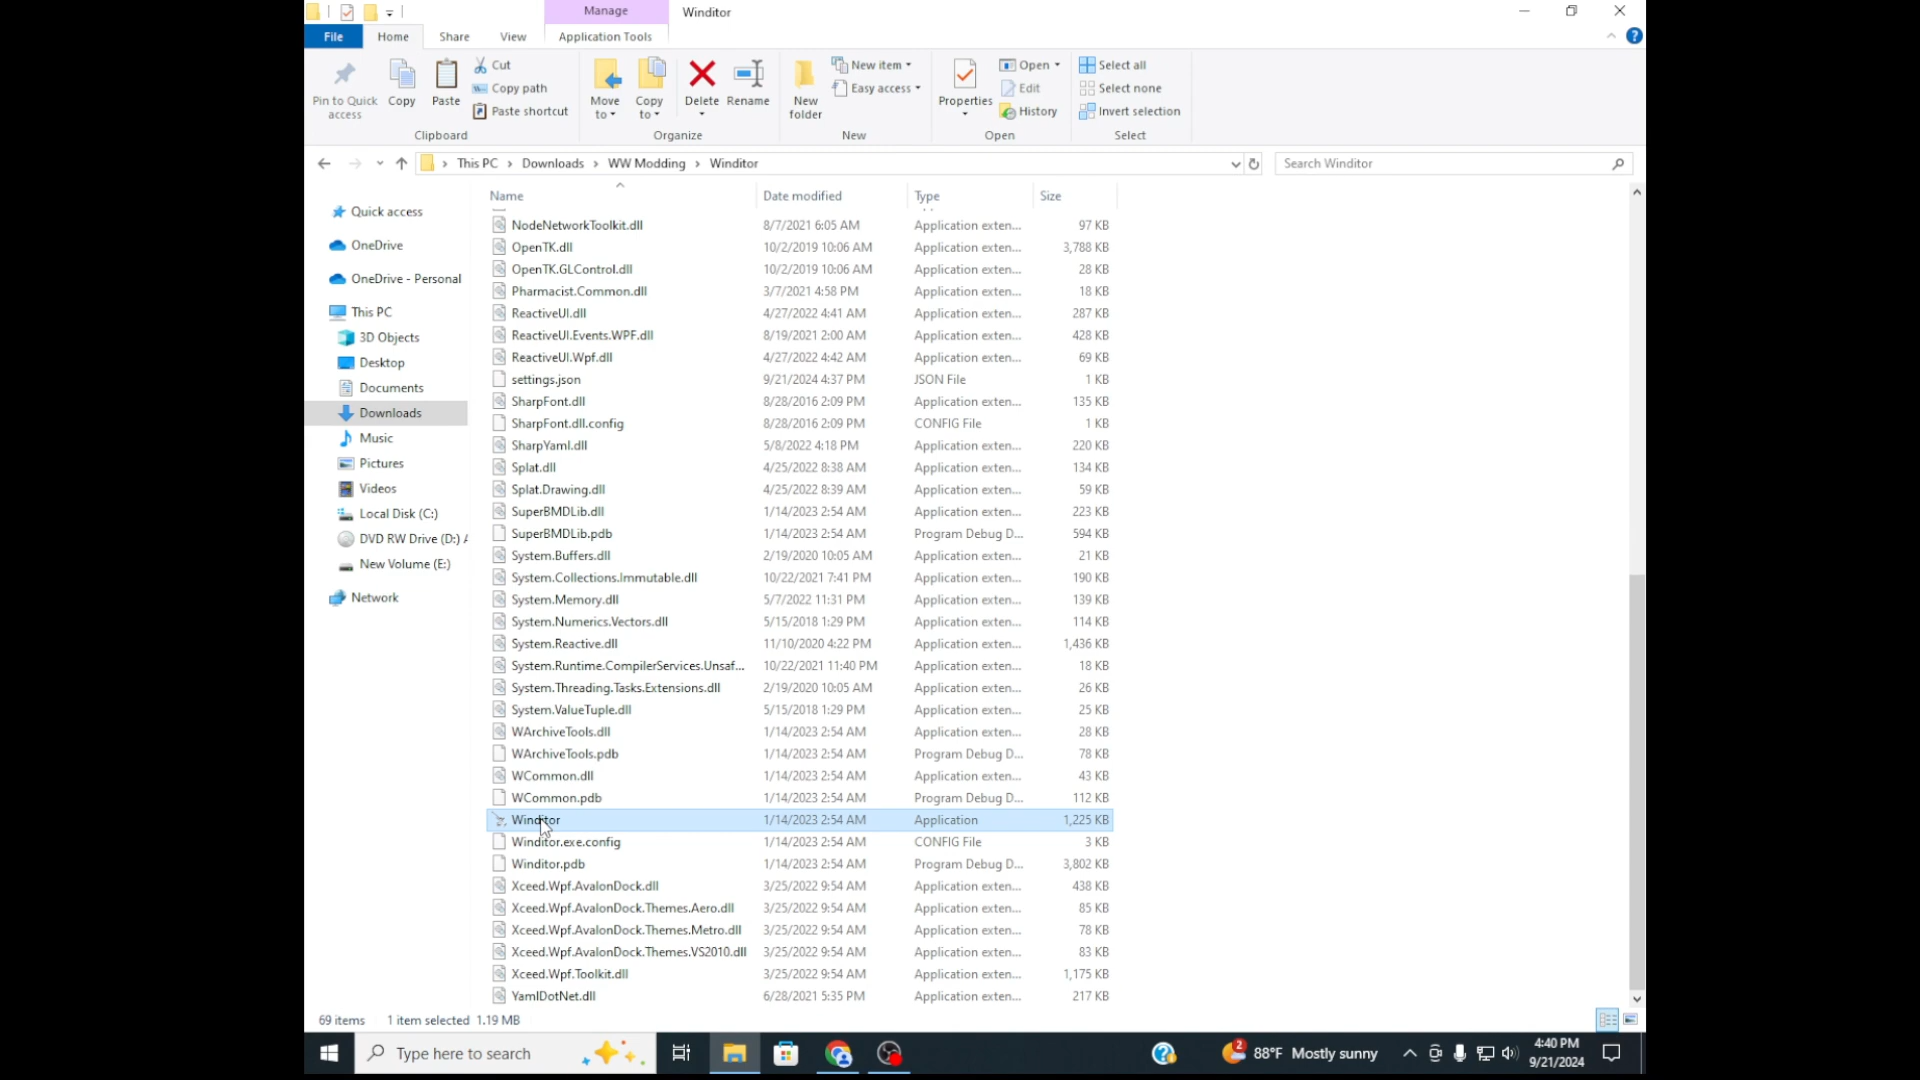 Manage
Winditor
File
Home
Share
View
Application Tools
Pin to Quick access
Copy
Paste
Cut
Copy path
Paste shortcut
Clipboard
Move to
Copy to
Delete
Rename
Organize
New folder
New item
Easy access
New
Properties
Open
Edit
History
Open
Select all
Select none
Invert selection
Select
This PC > Downloads > WW Modding > Winditor
Search Winditor
Quick access
OneDrive
OneDrive - Personal
This PC
3D Objects
Desktop
Documents
Downloads
Music
Pictures
Videos
Local Disk (C:)
DVD RW Drive (D:)
New Volume (E:)
Network
Name Date modified Type Size
NodeNetworkToolkit.dll 8/7/2021 6:05 AM Application exten... 97 KB
OpenTK.dll 10/2/2019 10:06 AM Application exten... 3,788 KB
OpenTK.GLControl.dll 10/2/2019 10:06 AM Application exten... 28 KB
Pharmacist.Common.dll 3/7/2021 4:58 PM Application exten... 18 KB
ReactiveUI.dll 4/27/2022 4:41 AM Application exten... 287 KB
ReactiveUI.Events.WPF.dll 8/19/2021 2:00 AM Application exten... 428 KB
ReactiveUI.Wpf.dll 4/27/2022 4:42 AM Application exten... 69 KB
settings.json 9/21/2024 4:37 PM JSON File 1 KB
SharpFont.dll 8/28/2016 2:09 PM Application exten... 135 KB
SharpFont.dll.config 8/28/2016 2:09 PM CONFIG File 1 KB
SharpYaml.dll 5/8/2022 4:18 PM Application exten... 220 KB
Splat.dll 4/25/2022 8:38 AM Application exten... 134 KB
Splat.Drawing.dll 4/25/2022 8:39 AM Application exten... 59 KB
SuperBMDLib.dll 1/14/2023 2:54 AM Application exten... 223 KB
SuperBMDLib.pdb 1/14/2023 2:54 AM Program Debug D... 594 KB
System.Buffers.dll 2/19/2020 10:05 AM Application exten... 21 KB
System.Collections.Immutable.dll 10/22/2021 7:41 PM Application exten... 190 KB
System.Memory.dll 5/7/2022 11:31 PM Application exten... 139 KB
System.Numerics.Vectors.dll 5/15/2018 1:29 PM Application exten... 114 KB
System.Reactive.dll 11/10/2020 4:22 PM Application exten... 1,436 KB
System.Runtime.CompilerServices.Unsaf... 10/22/2021 11:40 PM Application exten... 18 KB
System.Threading.Tasks.Extensions.dll 2/19/2020 10:05 AM Application exten... 26 KB
System.ValueTuple.dll 5/15/2018 1:29 PM Application exten... 25 KB
WArchiveTools.dll 1/14/2023 2:54 AM Application exten... 28 KB
WArchiveTools.pdb 1/14/2023 2:54 AM Program Debug D... 78 KB
WCommon.dll 1/14/2023 2:54 AM Application exten... 43 KB
WCommon.pdb 1/14/2023 2:54 AM Program Debug D... 112 KB
Winditor 1/14/2023 2:54 AM Application 1,225 KB
Winditor.exe.config 1/14/2023 2:54 AM CONFIG File 3 KB
Winditor.pdb 1/14/2023 2:54 AM Program Debug D... 3,802 KB
Xceed.Wpf.AvalonDock.dll 3/25/2022 9:54 AM Application exten... 438 KB
Xceed.Wpf.AvalonDock.Themes.Aero.dll 3/25/2022 9:54 AM Application exten... 85 KB
Xceed.Wpf.AvalonDock.Themes.Metro.dll 3/25/2022 9:54 AM Application exten... 78 KB
Xceed.Wpf.AvalonDock.Themes.VS2010.dll 3/25/2022 9:54 AM Application exten... 83 KB
Xceed.Wpf.Toolkit.dll 3/25/2022 9:54 AM Application exten... 1,175 KB
YamlDotNet.dll 6/28/2021 5:35 PM Application exten... 217 KB
69 items 1 item selected 1.19 MB
Type here to search
2
88°F Mostly sunny
4:40 PM
9/21/2024